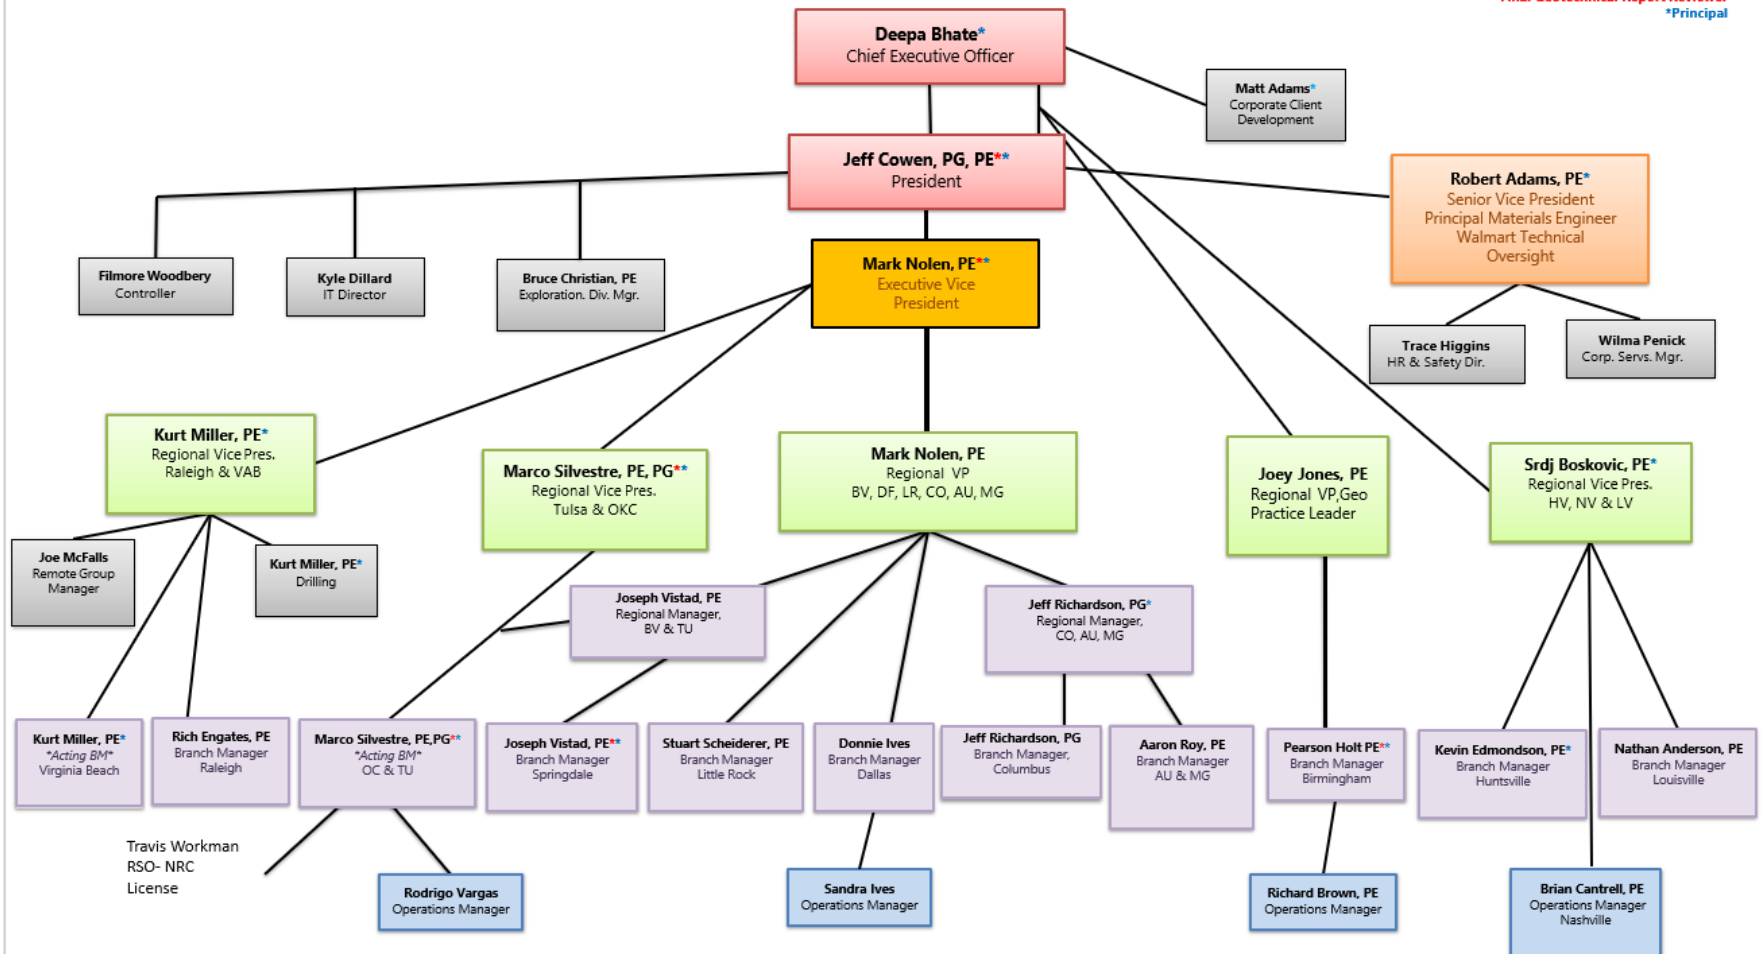 *Principal
Deepa Bhate*
Chief Executive Officer
Matt Adams*
Corporate Client
Development
Jeff Cowen, PG, PE**
President
Robert Adams, PE*
Senior Vice President
Principal Materials Engineer
Walmart Technical
Oversight
Filmore Woodbery
Controller
Kyle Dillard
IT Director
Bruce Christian, PE
Exploration. Div. Mgr.
Mark Nolen, PE**
Executive Vice
President
Trace Higgins
HR & Safety Dir.
Wilma Penick
Corp. Servs. Mgr.
Kurt Miller, PE*
Regional Vice Pres.
Raleigh & VAB
Marco Silvestre, PE, PG**
Regional Vice Pres.
Tulsa & OKC
Mark Nolen, PE
Regional VP
BV, DF, LR, CO, AU, MG
Joey Jones, PE
Regional VP,Geo
Practice Leader
Srdj Boskovic, PE*
Regional Vice Pres.
HV, NV & LV
Joe McFalls
Remote Group
Manager
Kurt Miller, PE*
Drilling
Joseph Vistad, PE
Regional Manager,
BV & TU
Jeff Richardson, PG*
Regional Manager,
CO, AU, MG
Kurt Miller, PE*
*Acting BM*
Virginia Beach
Rich Engates, PE
Branch Manager
Raleigh
Marco Silvestre, PE,PG**
*Acting BM*
OC & TU
Joseph Vistad, PE**
Branch Manager
Springdale
Stuart Scheiderer, PE
Branch Manager
Little Rock
Donnie Ives
Branch Manager
Dallas
Jeff Richardson, PG
Branch Manager,
Columbus
Aaron Roy, PE
Branch Manager
AU & MG
Pearson Holt PE**
Branch Manager
Birmingham
Kevin Edmondson, PE*
Branch Manager
Huntsville
Nathan Anderson, PE
Branch Manager
Louisville
Travis Workman
RSO- NRC
License
Rodrigo Vargas
Operations Manager
Sandra Ives
Operations Manager
Richard Brown, PE
Operations Manager
Brian Cantrell, PE
Operations Manager
Nashville